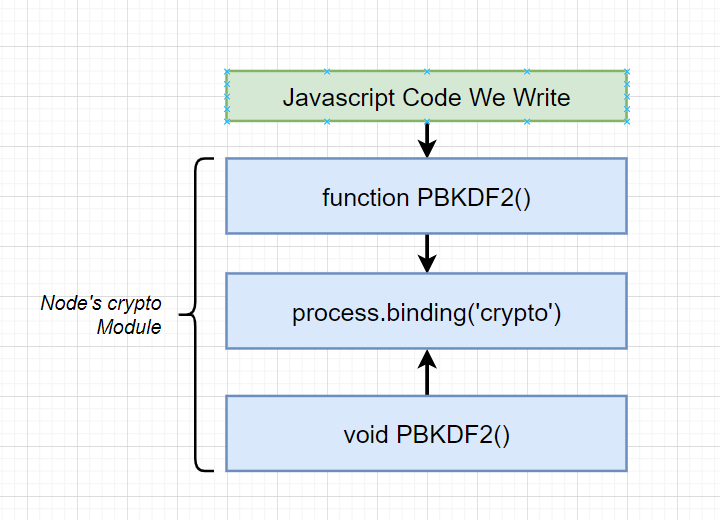 Javascript Code We Write
function PBKDF2()
Node's crypto
Module
process.binding('crypto')
void PBKDF2()